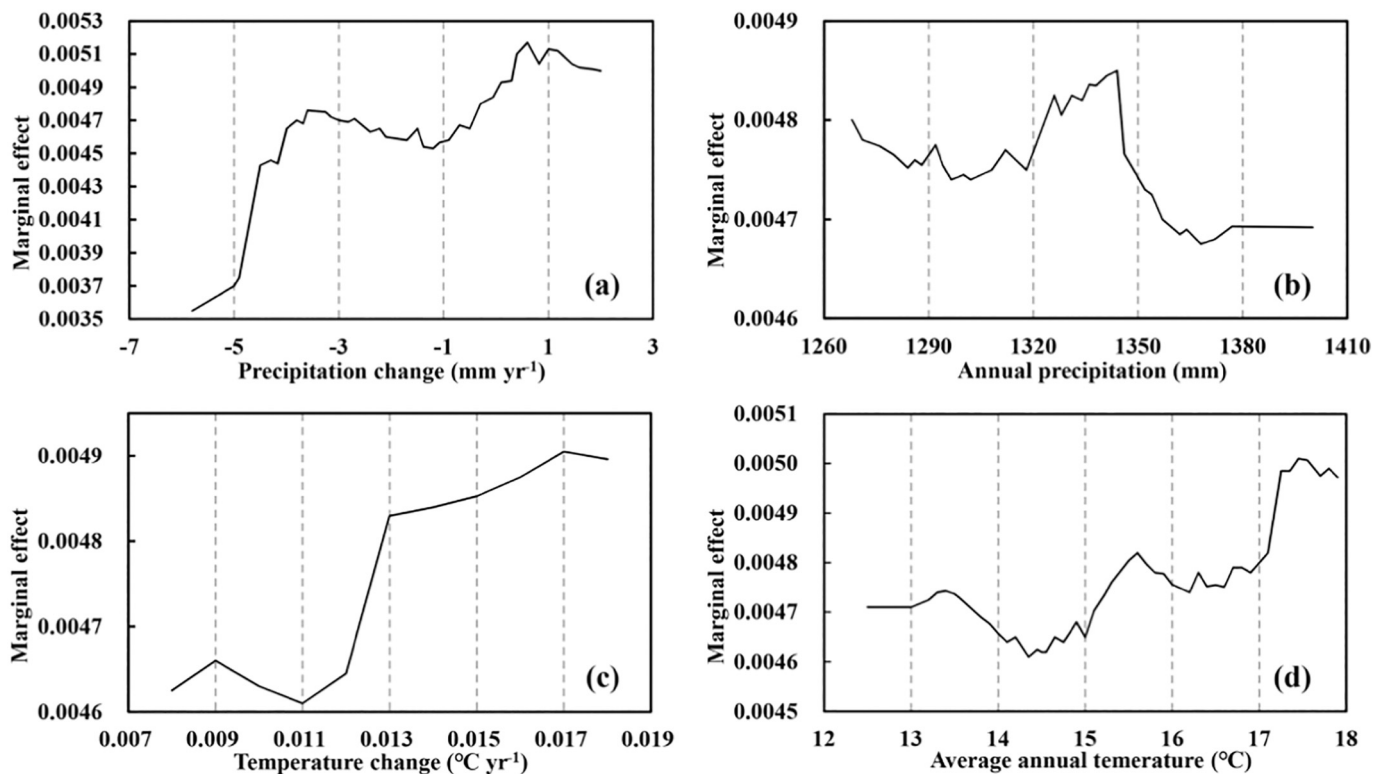 0.0053
0.0051
0.0049
0.0047
0.0045
0.0043
0.0041
0.0039
0.0037
0.0035
Marginal effect
-7 -5 -3 -1 1 3
Precipitation change (mm yr-1)
(a)
0.0049
0.0048
0.0047
0.0046
Marginal effect
1260 1290 1320 1350 1380 1410
Annual precipitation (mm)
(b)
0.0049
0.0048
0.0047
0.0046
Marginal effect
0.007 0.009 0.011 0.013 0.015 0.017 0.019
Temperature change (°C yr-1)
(c)
0.0051
0.0050
0.0049
0.0048
0.0047
0.0046
0.0045
Marginal effect
12 13 14 15 16 17 18
Average annual temerature (°C)
(d)